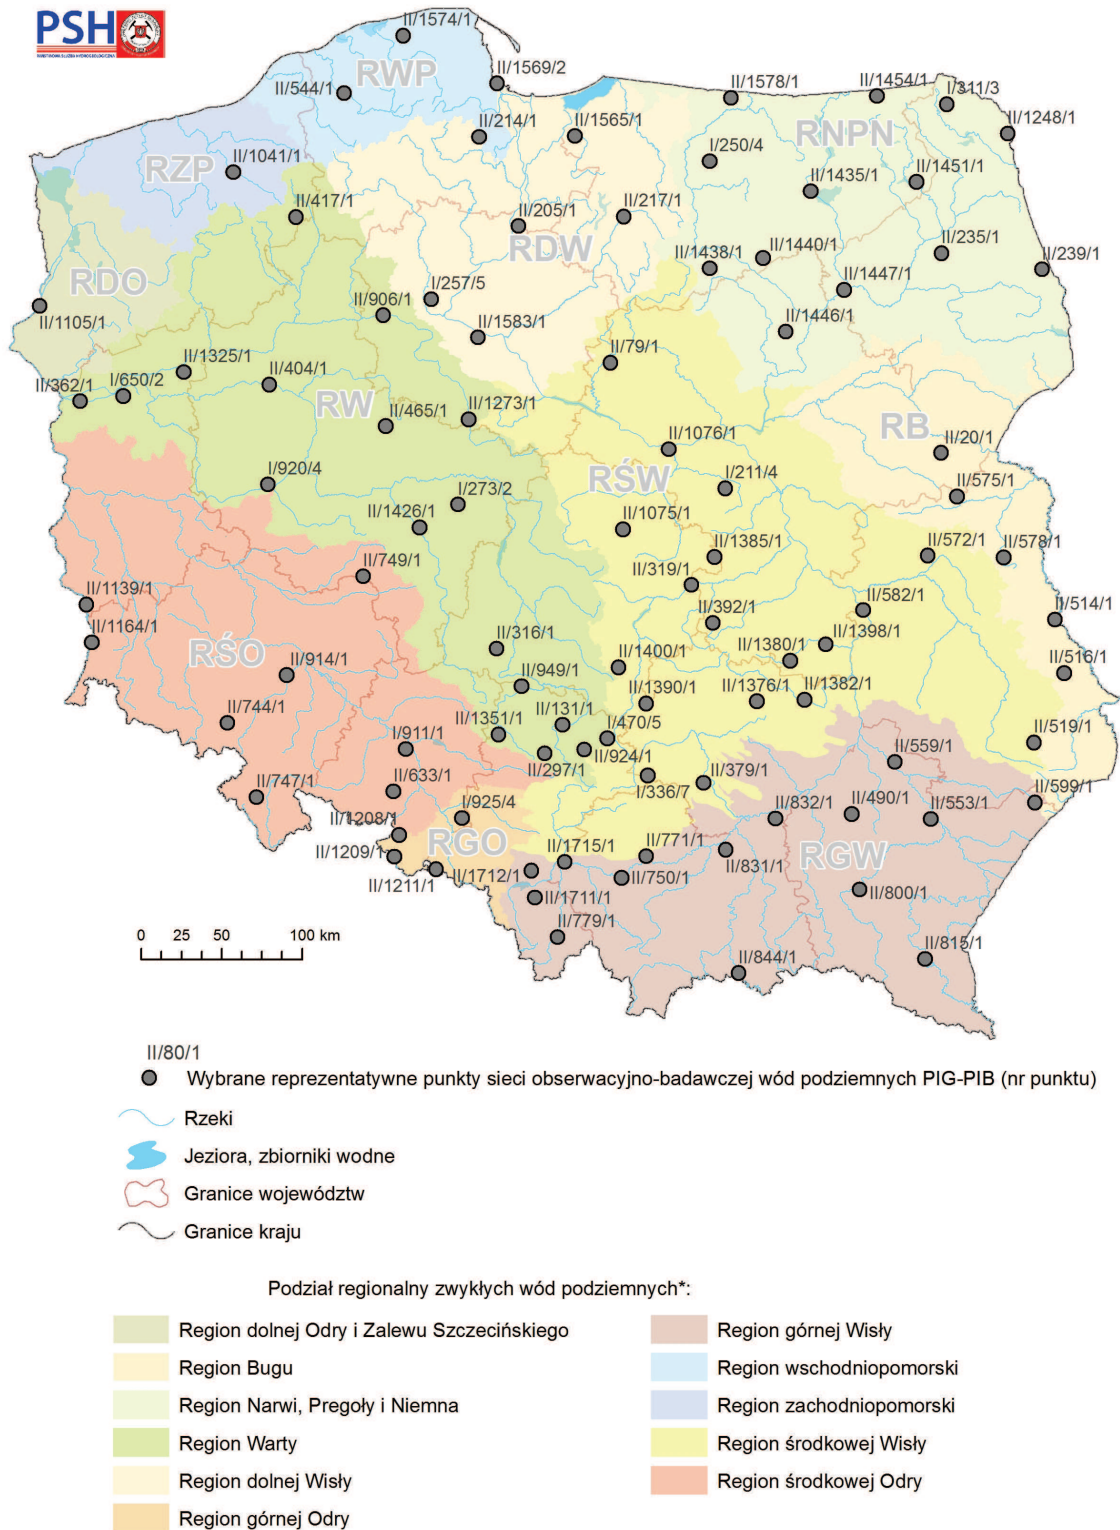 PSH
PAŃSTWOWA SŁUŻBA HYDROGEOLOGICZNA
II/1574/1
RWP
II/1569/2
II/544/1
II/1578/1
II/1454/1
I/311/3
II/214/1
II/1565/1
II/1248/1
RNPN
I/250/4
RZP
II/1041/1
II/1435/1
II/1451/1
II/417/1
II/205/1
II/217/1
RDW
II/1438/1
II/1440/1
II/235/1
II/239/1
RDO
I/257/5
II/1447/1
II/906/1
II/1105/1
II/1583/1
II/1446/1
II/79/1
II/1325/1
II/362/1
I/650/2
II/404/1
RW
II/465/1
II/1273/1
RB
II/1076/1
II/20/1
I/920/4
RŚW
I/211/4
II/575/1
I/273/2
II/1426/1
II/1075/1
II/1385/1
II/572/1
II/578/1
II/749/1
II/319/1
II/1139/1
II/582/1
II/514/1
II/392/1
II/1164/1
II/316/1
II/1398/1
RŚO
II/1400/1
II/1380/1
II/914/1
II/949/1
II/516/1
II/1390/1
II/1376/1
II/1382/1
II/744/1
II/131/1
II/1351/1
I/470/5
I/911/1
II/924/1
II/519/1
II/297/1
II/559/1
II/747/1
II/633/1
I/336/7
II/379/1
II/599/1
I/925/4
II/832/1
II/490/1
II/553/1
II/1208/1
RGO
II/1209/1
II/1715/1
II/771/1
RGW
II/831/1
II/1211/1
II/1712/1
II/750/1
II/1711/1
II/800/1
II/779/1
II/844/1
II/815/1
0 25 50 100 km
II/80/1
Wybrane reprezentatywne punkty sieci obserwacyjno-badawczej wód podziemnych PIG-PIB (nr punktu)
Rzeki
Jeziora, zbiorniki wodne
Granice województw
Granice kraju
Podział regionalny zwykłych wód podziemnych*:
Region dolnej Odry i Zalewu Szczecińskiego
Region Bugu
Region Narwi, Pregoły i Niemna
Region Warty
Region dolnej Wisły
Region górnej Odry
Region górnej Wisły
Region wschodniopomorski
Region zachodniopomorski
Region środkowej Wisły
Region środkowej Odry